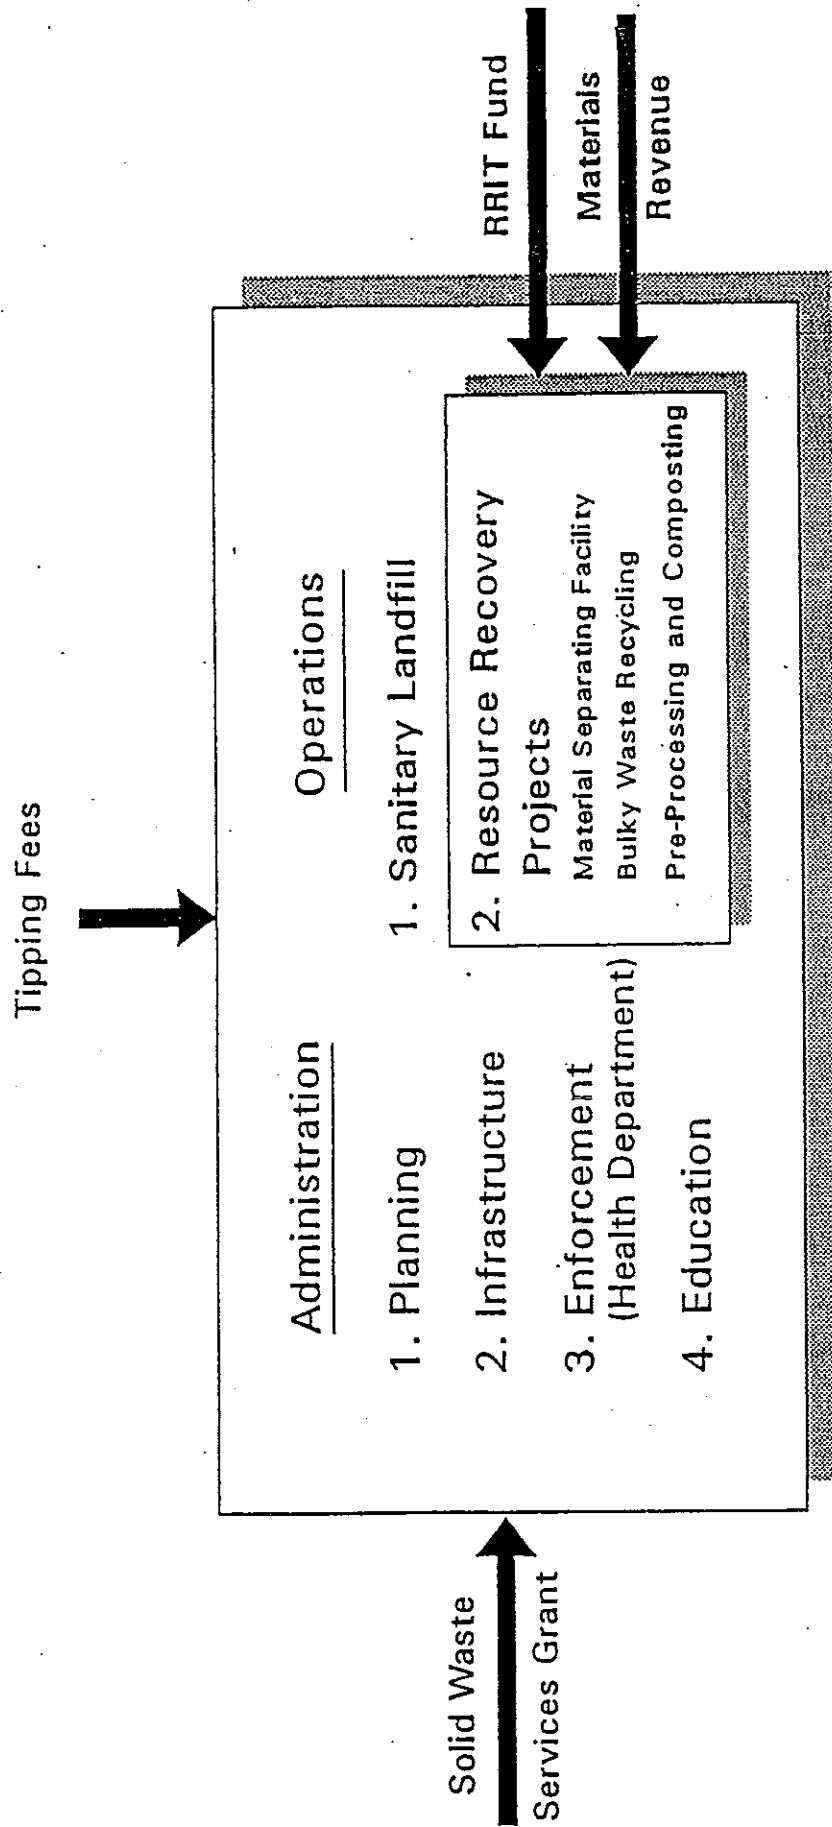 Tipping Fees
Solid Waste
Services Grant
Administration
1. Planning
2. Infrastructure
3. Enforcement
(Health Department)
4. Education
Operations
1. Sanitary Landfill
2. Resource Recovery
Projects
Material Separating Facility
Bulky Waste Recycling
Pre-Processing and Composting
RRIT Fund
Materials
Revenue